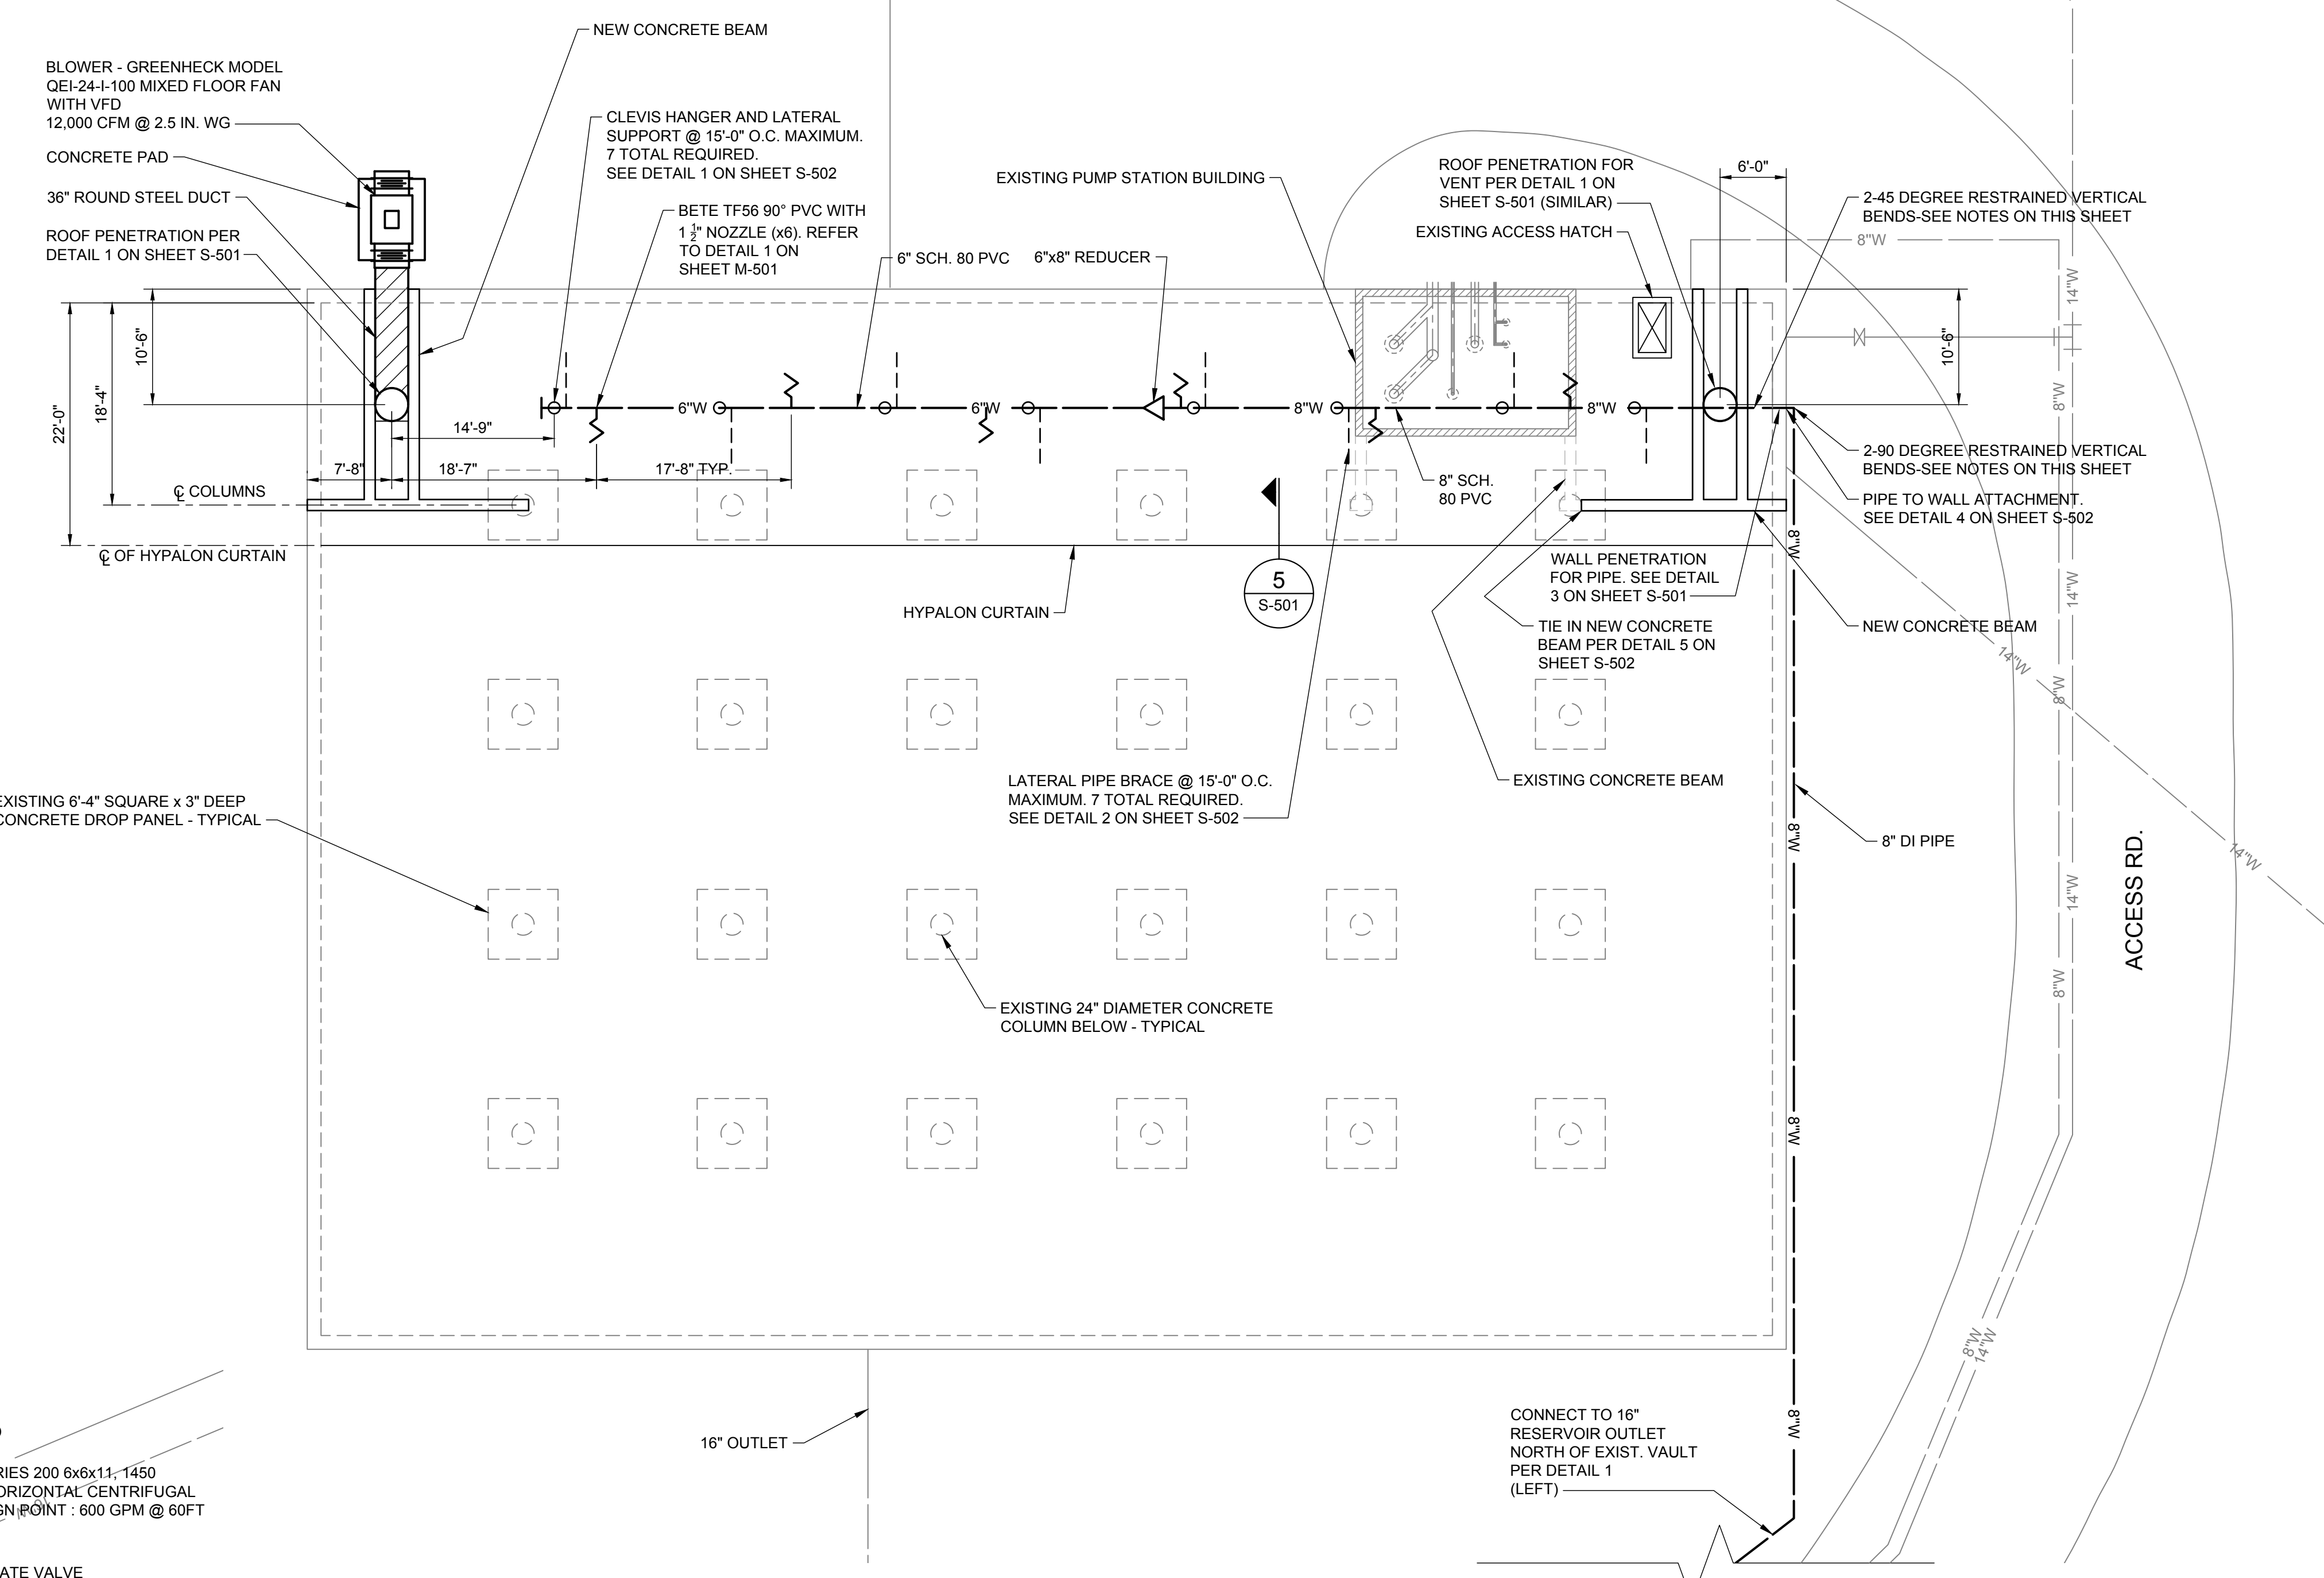 NEW CONCRETE BEAM
BLOWER - GREENHECK MODEL
QEI-24-I-100 MIXED FLOOR FAN
WITH VFD
12,000 CFM @ 2.5 IN. WG
CONCRETE PAD
36" ROUND STEEL DUCT
ROOF PENETRATION PER
DETAIL 1 ON SHEET S-501
CLEVIS HANGER AND LATERAL
SUPPORT @ 15'-0" O.C. MAXIMUM.
7 TOTAL REQUIRED.
SEE DETAIL 1 ON SHEET S-502
BETE TF56 90° PVC WITH
1 1/2" NOZZLE (x6). REFER
TO DETAIL 1 ON
SHEET M-501
6" SCH. 80 PVC
6"x8" REDUCER
EXISTING PUMP STATION BUILDING
ROOF PENETRATION FOR
VENT PER DETAIL 1 ON
SHEET S-501 (SIMILAR)
EXISTING ACCESS HATCH
6'-0"
2-45 DEGREE RESTRAINED VERTICAL
BENDS-SEE NOTES ON THIS SHEET
8"W
14"W
8"W
10'-6"
10'-6"
18'-4"
22'-0"
6"W
6"W
8"W
8"W
14'-9"
7'-8"
18'-7"
17'-8" TYP.
℄ COLUMNS
℄ OF HYPALON CURTAIN
8" SCH.
80 PVC
2-90 DEGREE RESTRAINED VERTICAL
BENDS-SEE NOTES ON THIS SHEET
PIPE TO WALL ATTACHMENT.
SEE DETAIL 4 ON SHEET S-502
8"W
WALL PENETRATION
FOR PIPE. SEE DETAIL
3 ON SHEET S-501
5
S-501
HYPALON CURTAIN
TIE IN NEW CONCRETE
BEAM PER DETAIL 5 ON
SHEET S-502
NEW CONCRETE BEAM
14"W
14"W
8"W
EXISTING CONCRETE BEAM
LATERAL PIPE BRACE @ 15'-0" O.C.
MAXIMUM. 7 TOTAL REQUIRED.
SEE DETAIL 2 ON SHEET S-502
EXISTING 6'-4" SQUARE x 3" DEEP
CONCRETE DROP PANEL - TYPICAL
8"W
8" DI PIPE
14"W
14"W
ACCESS RD.
8"W
EXISTING 24" DIAMETER CONCRETE
COLUMN BELOW - TYPICAL
8"W
8"W
14"W
16" OUTLET
8"W
CONNECT TO 16"
RESERVOIR OUTLET
NORTH OF EXIST. VAULT
PER DETAIL 1
(LEFT)
RIES 200 6x6x11, 1450
ORIZONTAL CENTRIFUGAL
GN POINT : 600 GPM @ 60FT
16"W
ATE VALVE